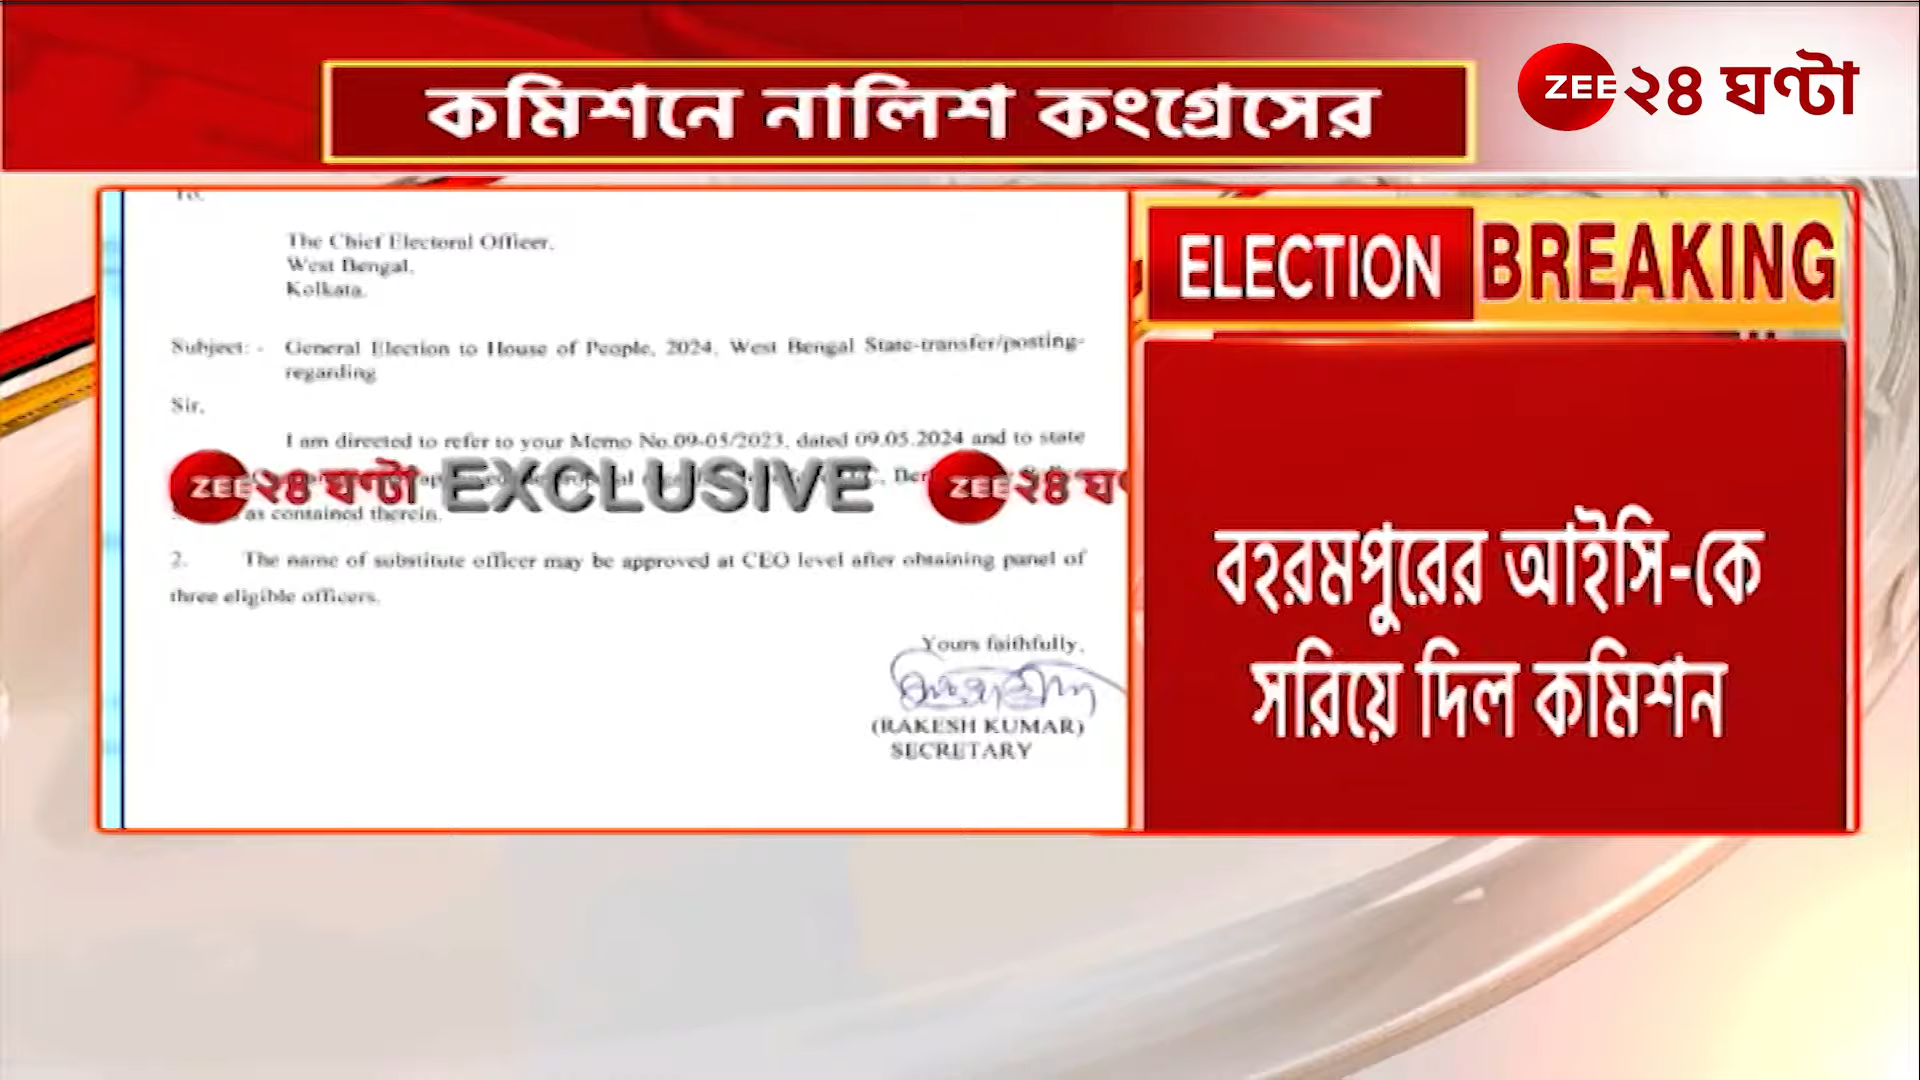 কমিশনে নালিশ কংগ্রেসের
ZEE ২৪ ঘণ্টা
To,
The Chief Electoral Officer,
West Bengal,
Kolkata.
Subject: - General Election to House of People, 2024, West Bengal State-transfer/posting-
regarding
Sir,
I am directed to refer to your Memo No.09-05/2023, dated 09.05.2024 and to state
as contained therein.
ZEE ২৪ ঘণ্টা EXCLUSIVE ZEE ২৪
2. The name of substitute officer may be approved at CEO level after obtaining panel of
three eligible officers.
Yours faithfully,
(RAKESH KUMAR)
SECRETARY
ELECTION BREAKING
বহরমপুরের আইসি-কে
সরিয়ে দিল কমিশন